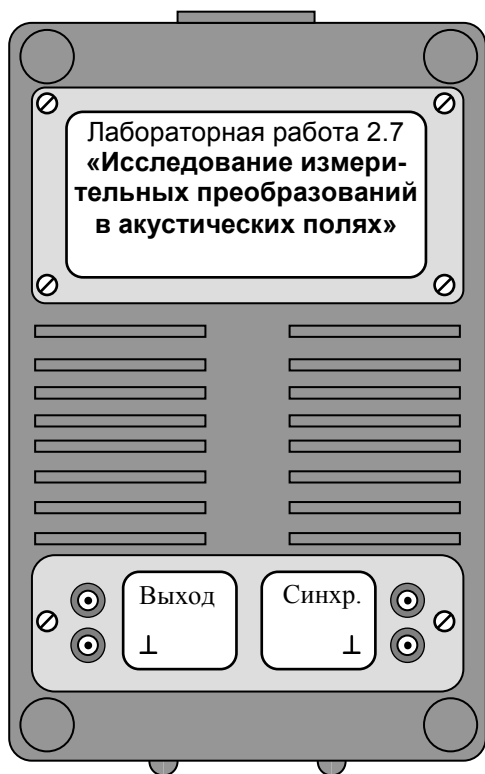 Лабораторная работа 2.7
«Исследование измери-
тельных преобразований
в акустических полях»
Выход
Синхр.
⊥
⊥